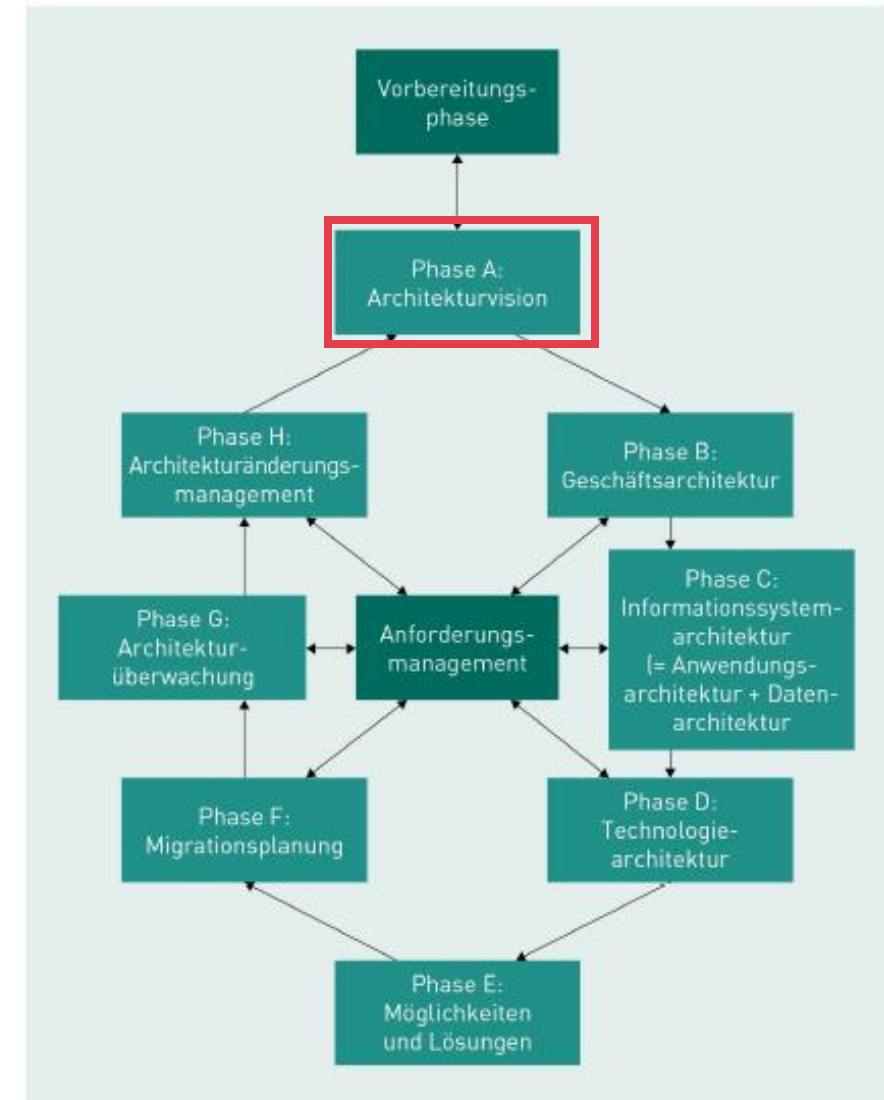 Vorbereitungs-
phase
Phase A:
Architekturvision
Phase H:
Architekturänderungs-
management
Phase B:
Geschäftsarchitektur
Phase G:
Architektur-
überwachung
Anforderungs-
management
Phase C:
Informationssystem-
architektur
(= Anwendungs-
architektur + Daten-
architektur
Phase F:
Migrationsplanung
Phase D:
Technologie-
architektur
Phase E:
Möglichkeiten
und Lösungen